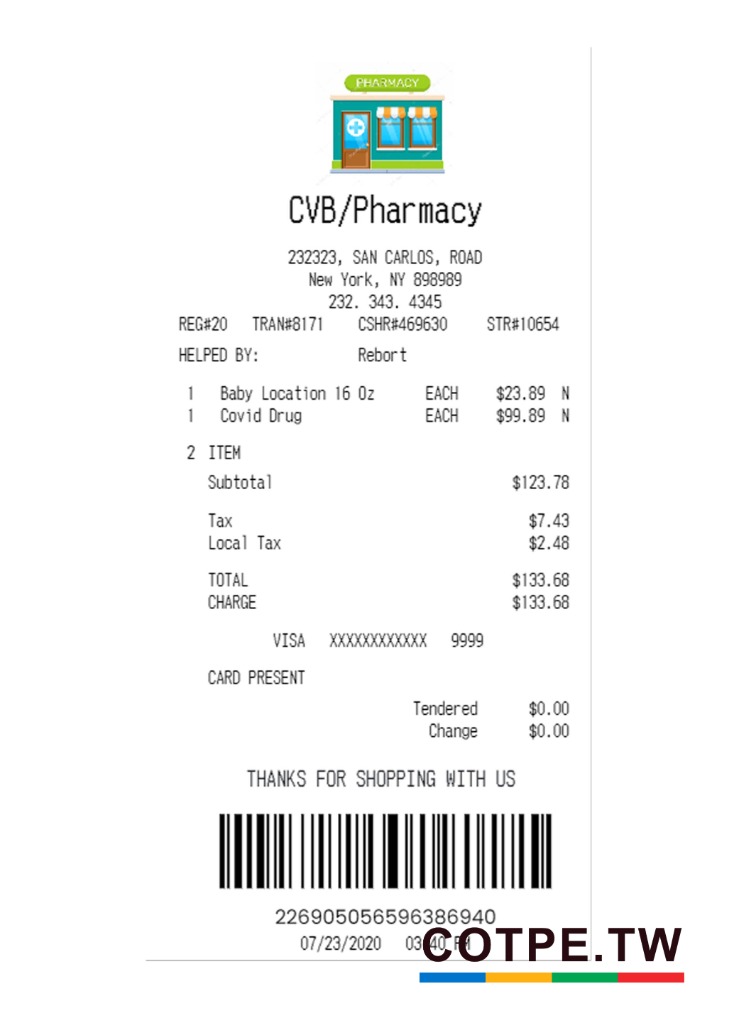 PHARMACY
CVB/Pharmacy
232323, SAN CARLOS, ROAD
New York, NY 898989
232. 343. 4345
REG#20 TRAN#8171 CSHR#469630 STR#10654
HELPED BY: Rebort
1 Baby Location 16 Oz EACH $23.89 N
1 Covid Drug EACH $99.89 N
2 ITEM
Subtotal $123.78
Tax $7.43
Local Tax $2.48
TOTAL $133.68
CHARGE $133.68
VISA XXXXXXXXXXXX 9999
CARD PRESENT
Tendered $0.00
Change $0.00
THANKS FOR SHOPPING WITH US
226905056596386940
07/23/2020 03:40 PM
COTPE.TW